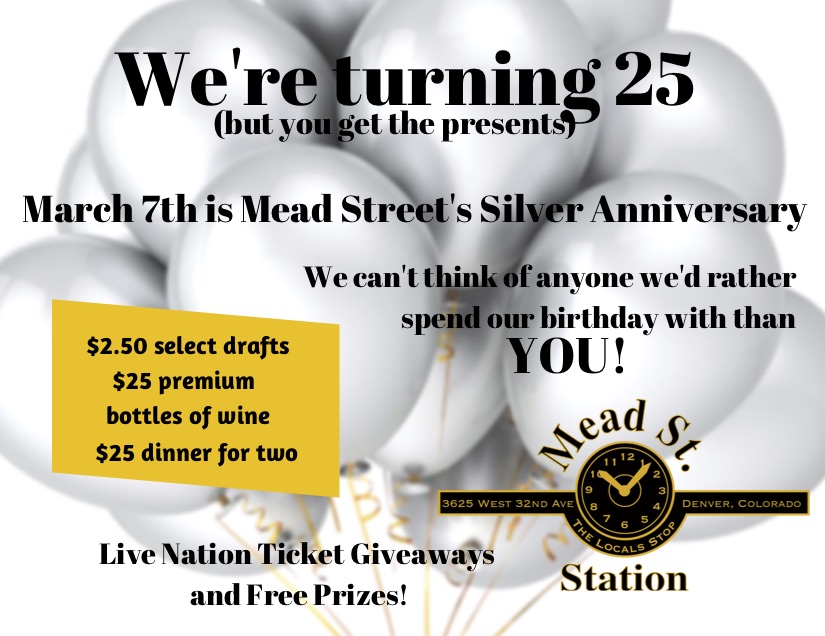 We're turning 25
(but you get the presents)
March 7th is Mead Street's Silver Anniversary
We can't think of anyone we'd rather
spend our birthday with than
YOU!
$2.50 select drafts
$25 premium
bottles of wine
$25 dinner for two
Mead St.
11 12 1
10 2
9 3
8 4
7 6 5
3625 West 32nd Ave
Denver, Colorado
The Locals Stop
Station
Live Nation Ticket Giveaways
and Free Prizes!